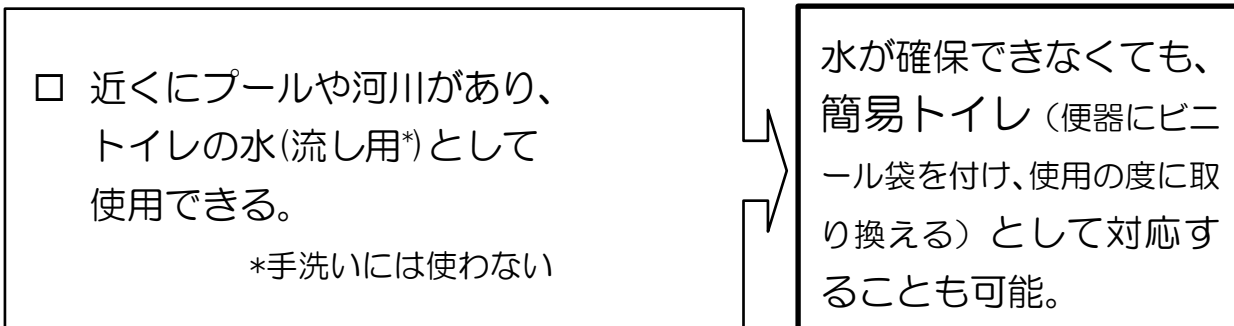 □ 近くにプールや河川があり、
トイレの水(流し用*)として
使用できる。
*手洗いには使わない
水が確保できなくても、
簡易トイレ（便器にビニ
ール袋を付け、使用の度に取
り換える）として対応す
ることも可能。